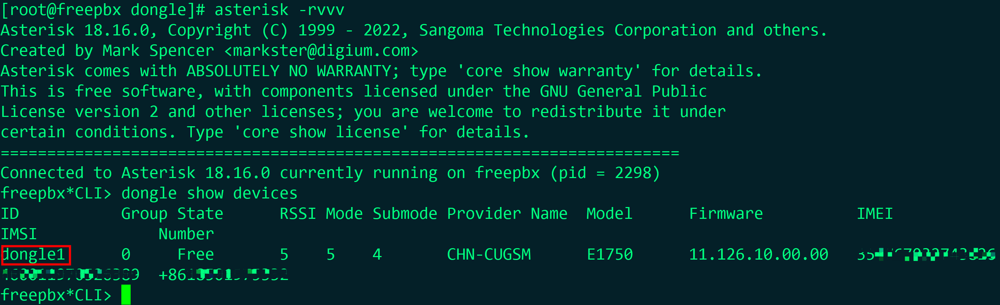 [root@freepbx dongle]# asterisk -rvvv
Asterisk 18.16.0, Copyright (C) 1999 - 2022, Sangoma Technologies Corporation and others.
Created by Mark Spencer <markster@digium.com>
Asterisk comes with ABSOLUTELY NO WARRANTY; type 'core show warranty' for details.
This is free software, with components licensed under the GNU General Public
License version 2 and other licenses; you are welcome to redistribute it under
certain conditions. Type 'core show license' for details.
=========================================================================
Connected to Asterisk 18.16.0 currently running on freepbx (pid = 2298)
freepbx*CLI> dongle show devices
ID Group State RSSI Mode Submode Provider Name Model Firmware IMEI
IMSI Number
dongle1 0 Free 5 5 4 CHN-CUGSM E1750 11.126.10.00.00
freepbx*CLI>